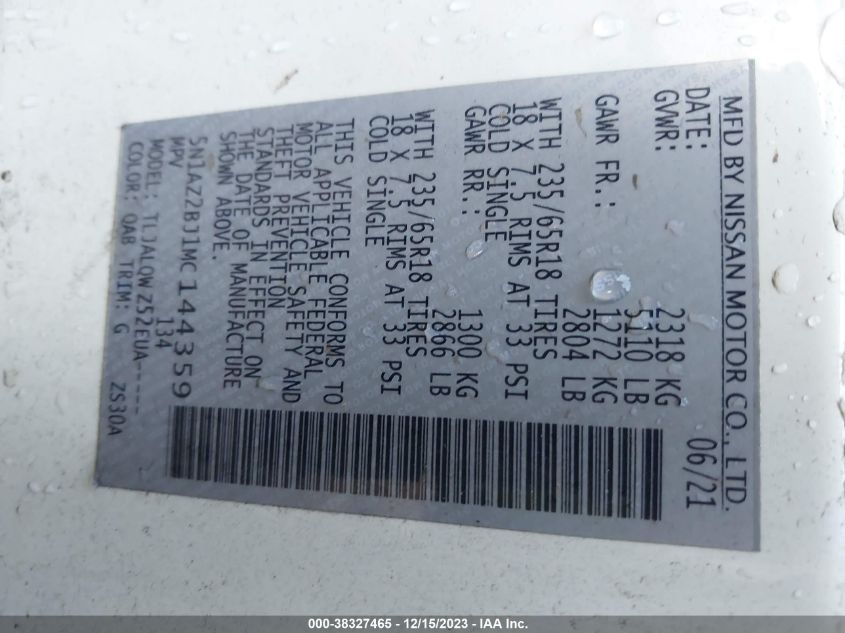 MFD BY NISSAN MOTOR CO., LTD.
DATE: 06/21
GVWR: 2318 KG
5110 LB
GAWR FR.: 1272 KG
2804 LB
WITH 235/65R18 TIRES
18 X 7.5 RIMS AT 33 PSI
COLD SINGLE
GAWR RR.: 1300 KG
2866 LB
WITH 235/65R18 TIRES
18 X 7.5 RIMS AT 33 PSI
COLD SINGLE
THIS VEHICLE CONFORMS TO
ALL APPLICABLE FEDERAL
MOTOR VEHICLE SAFETY AND
THEFT PREVENTION
STANDARDS IN EFFECT ON
THE DATE OF MANUFACTURE
SHOWN ABOVE.
5N1AZ2BJ1MC144359
MPV 134
MODEL: TLJALQWZ52EUA-----
COLOR: QAB TRIM: G ZS30A
000-38327465 - 12/15/2023 - IAA Inc.